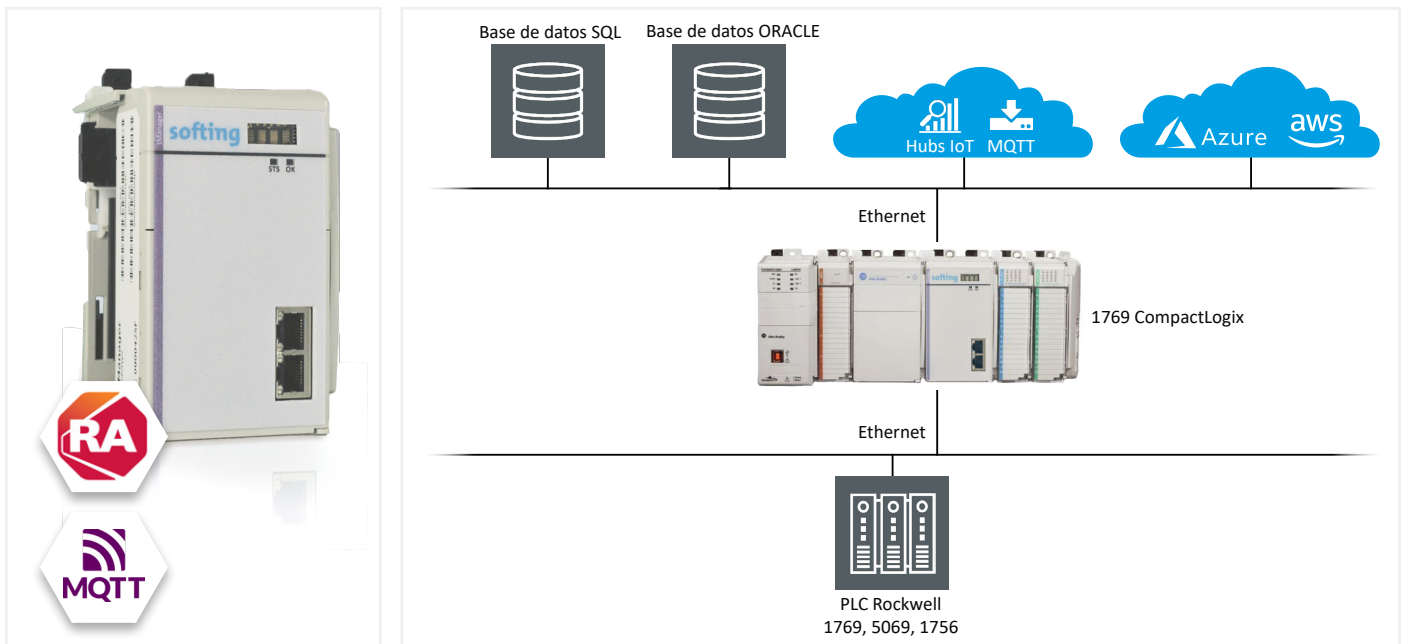 softing
STS OK
RA
MQTT
Base de datos SQL
Base de datos ORACLE
Hubs IoT
MQTT
Azure
aws
Ethernet
softing
1769 CompactLogix
Ethernet
PLC Rockwell
1769, 5069, 1756